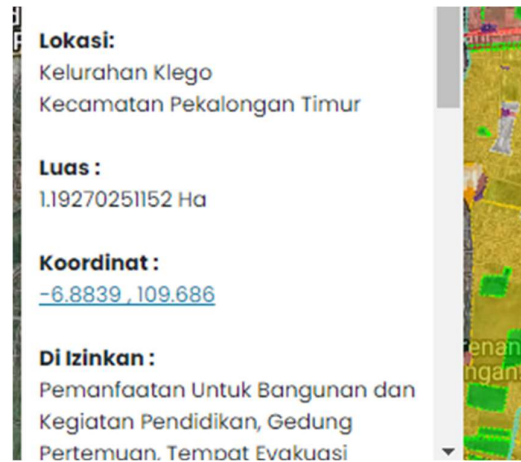 Lokasi:
Kelurahan Klego
Kecamatan Pekalongan Timur
Luas :
1.19270251152 Ha
Koordinat :
-6.8839 , 109.686
Di Izinkan :
Pemanfaatan Untuk Bangunan dan
Kegiatan Pendidikan, Gedung
Pertemuan, Tempat Evakuasi